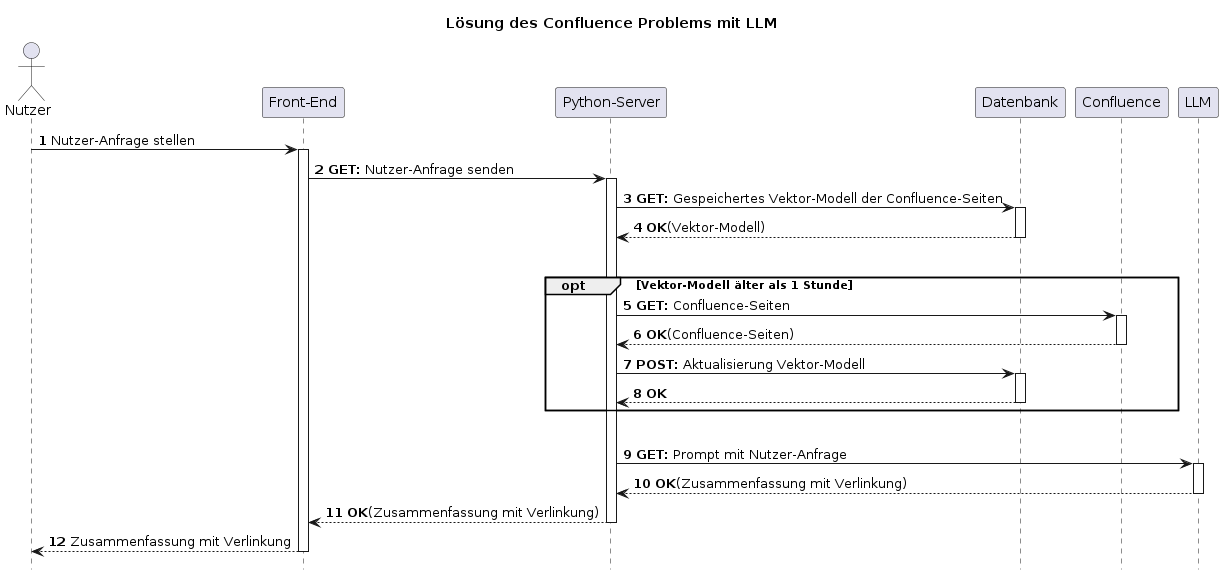 Lösung des Confluence Problems mit LLM
Nutzer
Front-End
Python-Server
Datenbank
Confluence
LLM
1 Nutzer-Anfrage stellen
2 GET: Nutzer-Anfrage senden
3 GET: Gespeichertes Vektor-Modell der Confluence-Seiten
4 OK(Vektor-Modell)
opt [Vektor-Modell älter als 1 Stunde]
5 GET: Confluence-Seiten
6 OK(Confluence-Seiten)
7 POST: Aktualisierung Vektor-Modell
8 OK
9 GET: Prompt mit Nutzer-Anfrage
10 OK(Zusammenfassung mit Verlinkung)
11 OK(Zusammenfassung mit Verlinkung)
12 Zusammenfassung mit Verlinkung